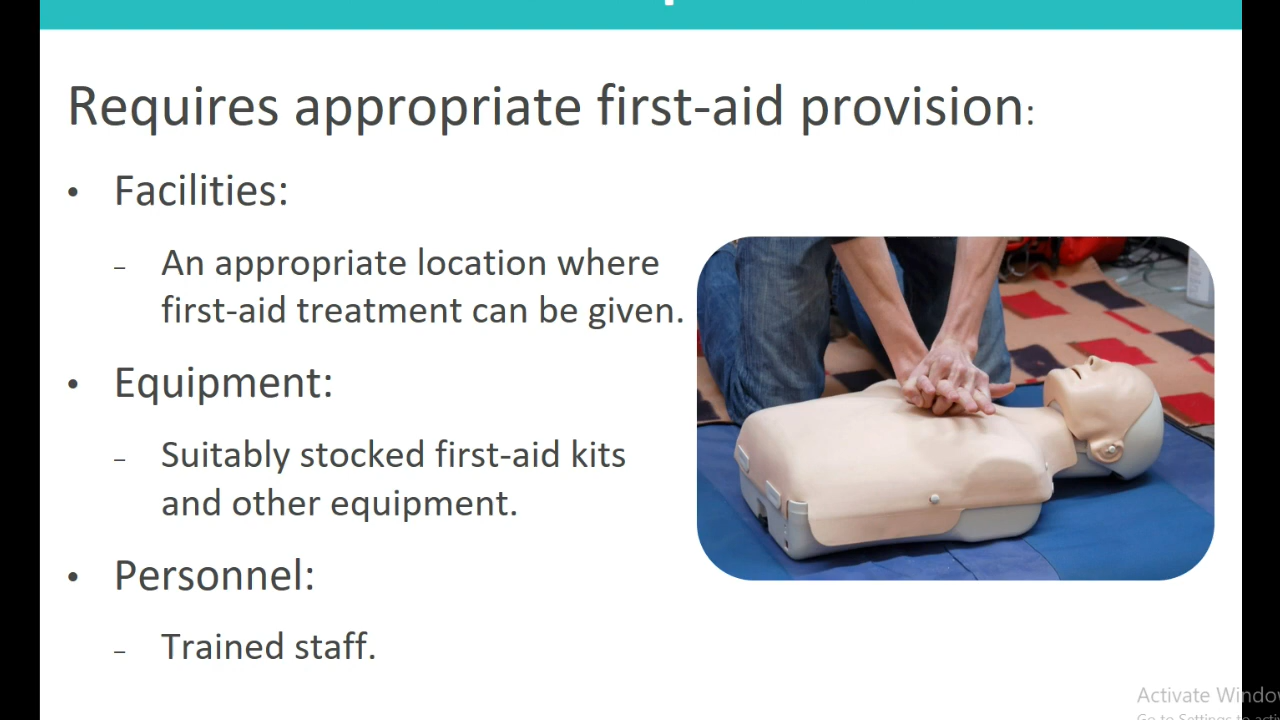 Requires appropriate first-aid provision:
• Facilities:
– An appropriate location where
first-aid treatment can be given.
• Equipment:
– Suitably stocked first-aid kits
and other equipment.
• Personnel:
– Trained staff.
Activate Windo